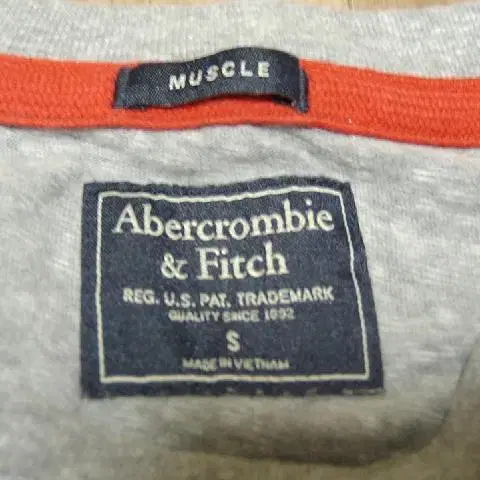 MUSCLE
Abercrombie
& Fitch
REG. U.S. PAT. TRADEMARK
QUALITY SINCE 1892
S
MADE IN VIETNAM